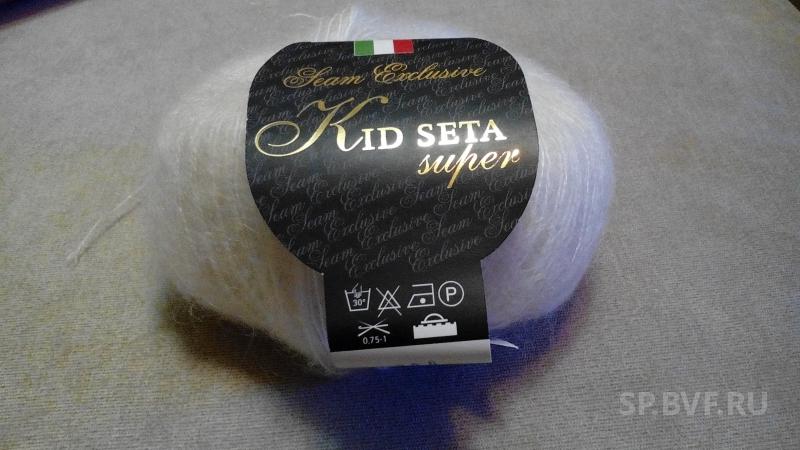 Seam Exclusive
KID SETA
super
30°
P
0.75-1
SP.BVF.RU